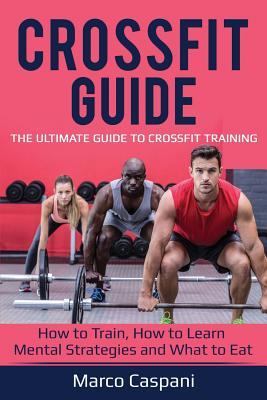 CROSSFIT
GUIDE
THE ULTIMATE GUIDE TO CROSSFIT TRAINING
How to Train, How to Learn
Mental Strategies and What to Eat
Marco Caspani